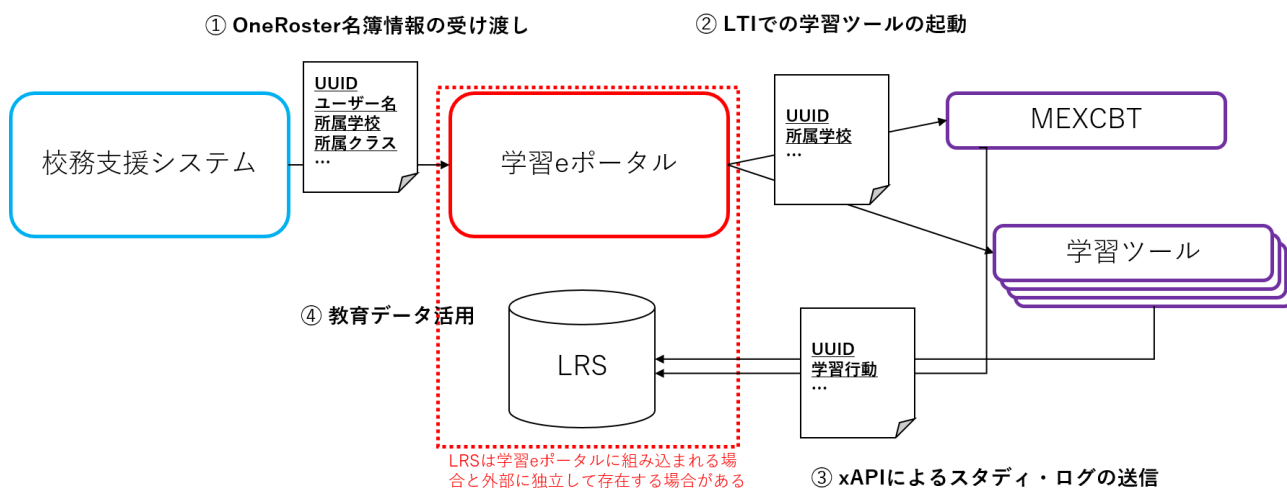 ① OneRoster名簿情報の受け渡し
② LTIでの学習ツールの起動
UUID
ユーザー名
所属学校
所属クラス
…
校務支援システム
学習eポータル
UUID
所属学校
…
MEXCBT
学習ツール
④ 教育データ活用
LRS
UUID
学習行動
…
LRSは学習eポータルに組み込まれる場
合と外部に独立して存在する場合がある
③ xAPIによるスタディ・ログの送信